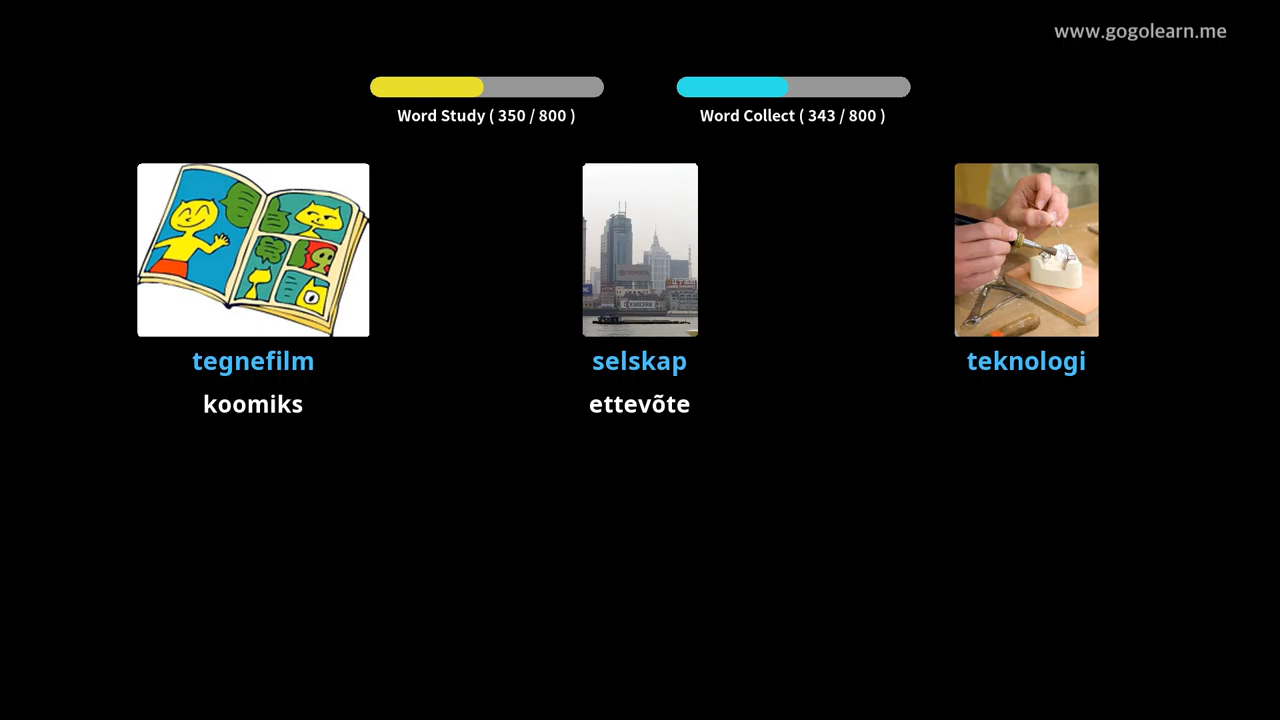 www.gogolearn.me
Word Study ( 350 / 800 )
Word Collect ( 343 / 800 )
tegnefilm
selskap
teknologi
koomiks
ettevõte